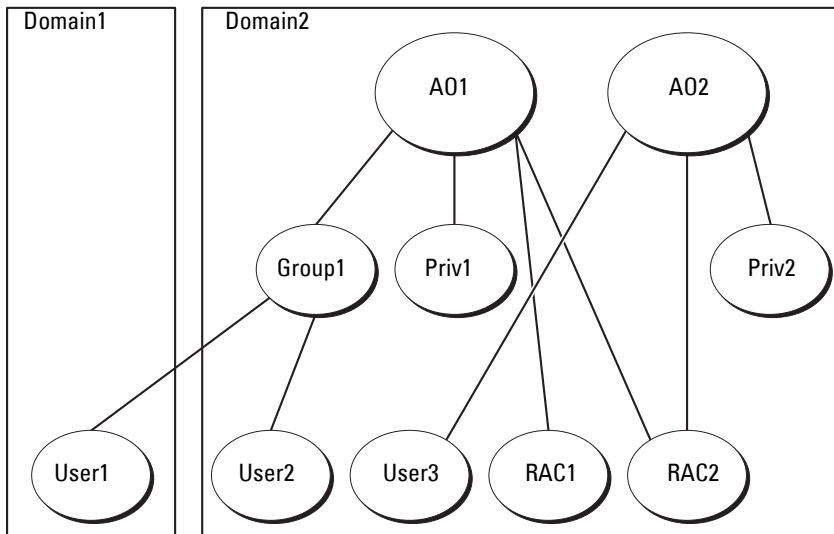 Domain1
Domain2
AO1
AO2
Group1
Priv1
Priv2
User1
User2
User3
RAC1
RAC2